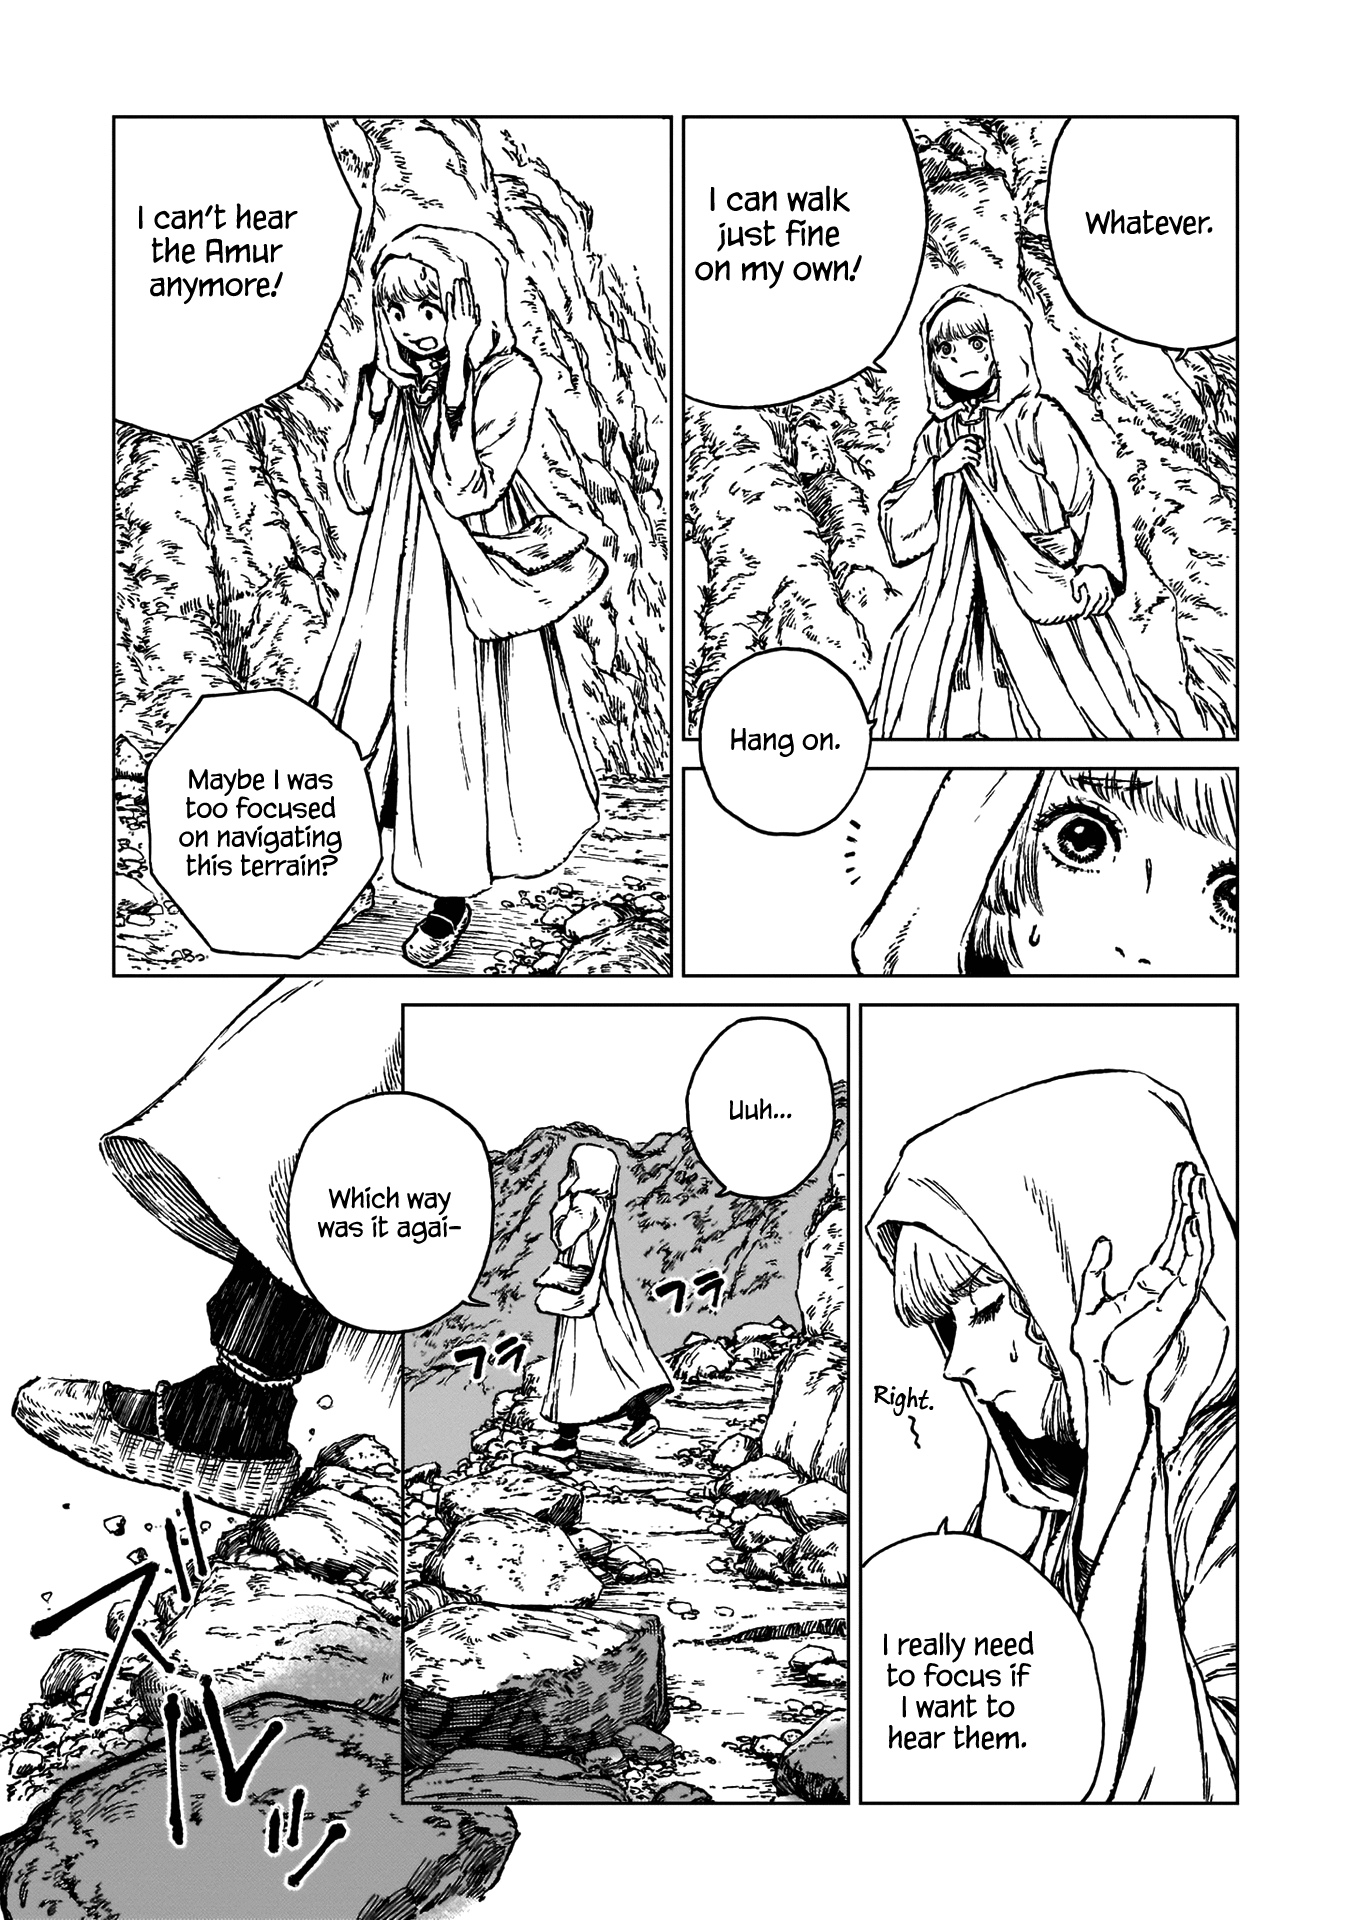 Whatever.
I can walk
just fine
on my own!
Hang on.
I can't hear
the Amur
anymore!
Maybe I was
too focused
on navigating
this terrain?
Right.
I really need
to focus if
I want to
hear them.
Uuh...
フラ
フラ
Which way
was it agai-
ズルッ